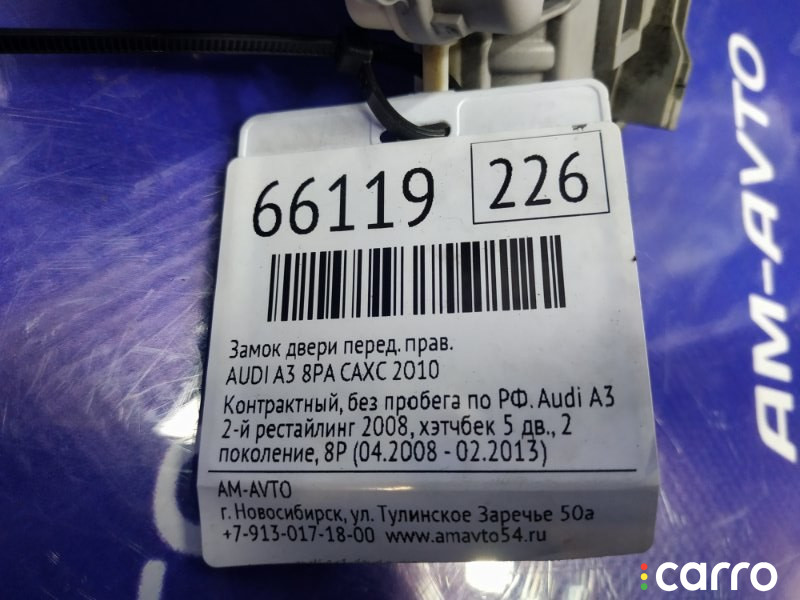 66119 226
Замок двери перед. прав.
AUDI A3 8PA CAXC 2010
Контрактный, без пробега по РФ. Audi A3
2-й рестайлинг 2008, хэтчбек 5 дв., 2
поколение, 8P (04.2008 - 02.2013)
AM-AVTO
г. Новосибирск, ул. Тулинское Заречье 50а
+7-913-017-18-00 www.amavto54.ru
AM-AVTO
carro